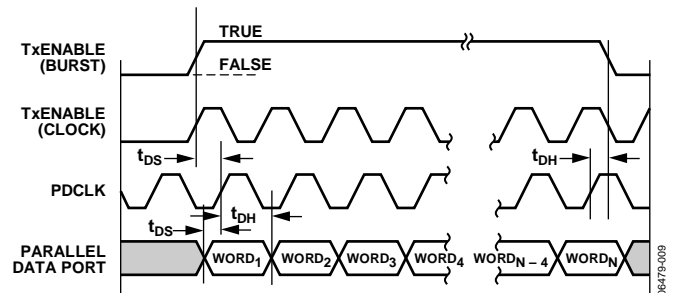 TRUE
TxENABLE
(BURST)
FALSE
TxENABLE
(CLOCK)
tDS
tDH
PDCLK
tDS
tDH
PARALLEL
DATA PORT
WORD1
WORD2
WORD3
WORD4
WORDN – 4
WORDN
06479-009